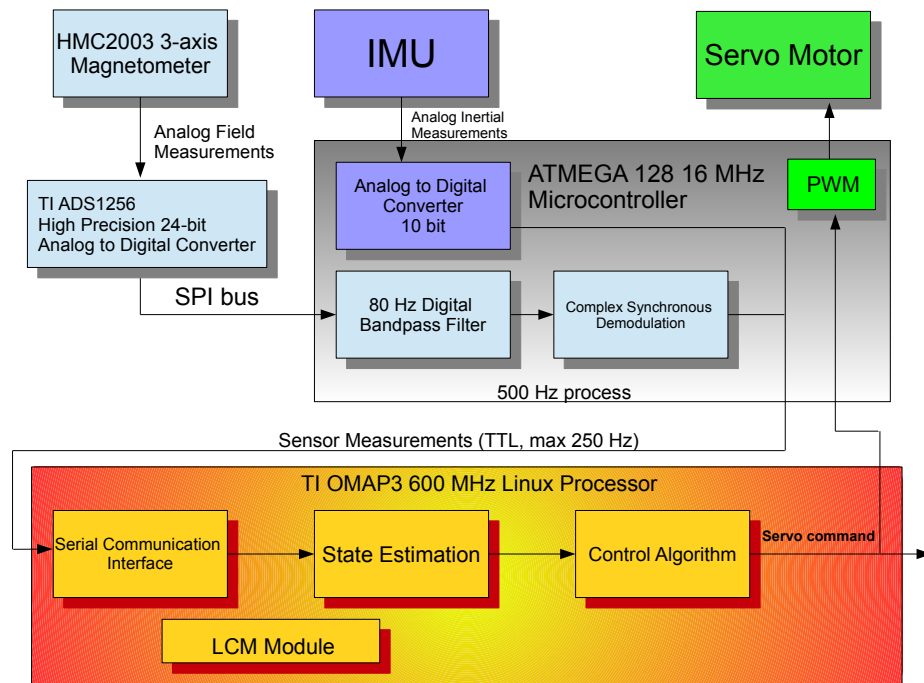 HMC2003 3-axis
Magnetometer
IMU
Servo Motor
Analog Field
Measurements
Analog Inertial
Measurements
ATMEGA 128 16 MHz
Microcontroller
PWM
Analog to Digital
Converter
10 bit
TI ADS1256
High Precision 24-bit
Analog to Digital Converter
SPI bus
80 Hz Digital
Bandpass Filter
Complex Synchronous
Demodulation
500 Hz process
Sensor Measurements (TTL, max 250 Hz)
TI OMAP3 600 MHz Linux Processor
Serial Communication
Interface
State Estimation
Control Algorithm
Servo command
LCM Module